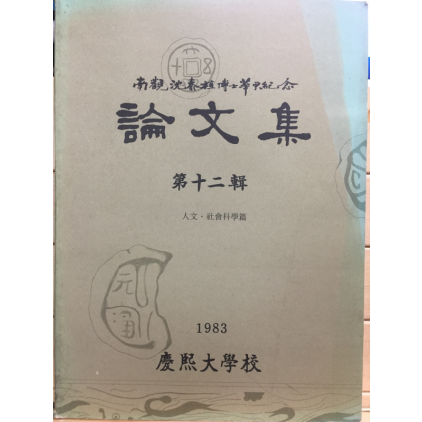 南觀沈泰植博士華甲紀念
論文集
第十二輯
人文・社會科學篇
1983
慶熙大學校